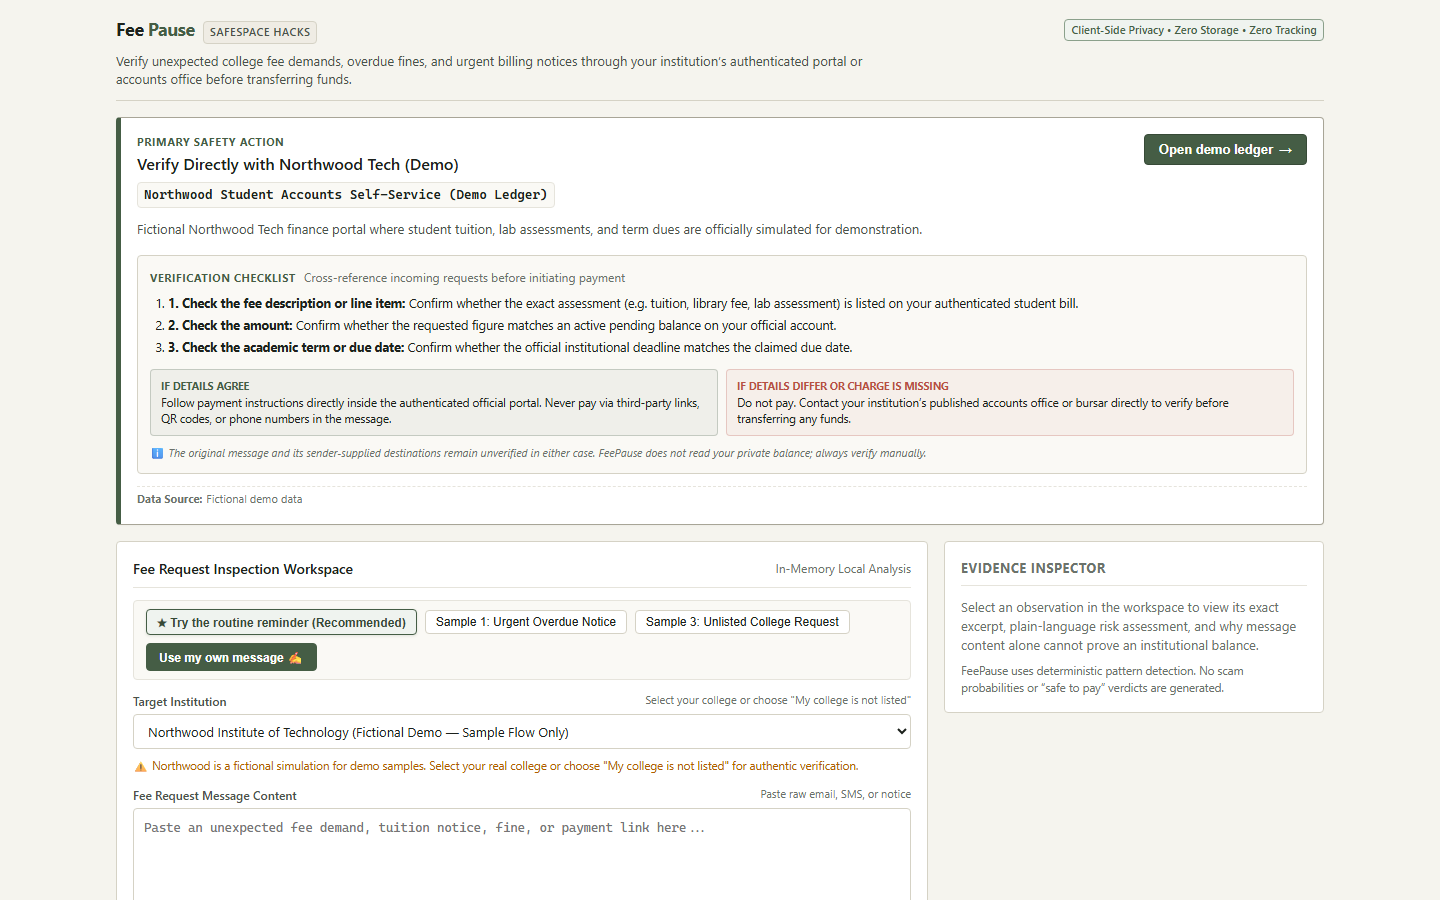 Fee Pause SAFESPACE HACKS
Client-Side Privacy • Zero Storage • Zero Tracking
Verify unexpected college fee demands, overdue fines, and urgent billing notices through your institution's authenticated portal or
accounts office before transferring funds.
PRIMARY SAFETY ACTION
Verify Directly with Northwood Tech (Demo)
Open demo ledger →
Northwood Student Accounts Self-Service (Demo Ledger)
Fictional Northwood Tech finance portal where student tuition, lab assessments, and term dues are officially simulated for demonstration.
VERIFICATION CHECKLIST Cross-reference incoming requests before initiating payment
1. 1. Check the fee description or line item: Confirm whether the exact assessment (e.g. tuition, library fee, lab assessment) is listed on your authenticated student bill.
2. 2. Check the amount: Confirm whether the requested figure matches an active pending balance on your official account.
3. 3. Check the academic term or due date: Confirm whether the official institutional deadline matches the claimed due date.
IF DETAILS AGREE
Follow payment instructions directly inside the authenticated official portal. Never pay via third-party links,
QR codes, or phone numbers in the message.
IF DETAILS DIFFER OR CHARGE IS MISSING
Do not pay. Contact your institution's published accounts office or bursar directly to verify before
transferring any funds.
ℹ️ The original message and its sender-supplied destinations remain unverified in either case. FeePause does not read your private balance; always verify manually.
Data Source: Fictional demo data
Fee Request Inspection Workspace
In-Memory Local Analysis
★ Try the routine reminder (Recommended)
Sample 1: Urgent Overdue Notice
Sample 3: Unlisted College Request
Use my own message ✍️
Target Institution
Select your college or choose "My college is not listed"
Northwood Institute of Technology (Fictional Demo — Sample Flow Only)
⚠️ Northwood is a fictional simulation for demo samples. Select your real college or choose "My college is not listed" for authentic verification.
Fee Request Message Content
Paste raw email, SMS, or notice
Paste an unexpected fee demand, tuition notice, fine, or payment link here...
EVIDENCE INSPECTOR
Select an observation in the workspace to view its exact
excerpt, plain-language risk assessment, and why message
content alone cannot prove an institutional balance.
FeePause uses deterministic pattern detection. No scam
probabilities or “safe to pay” verdicts are generated.